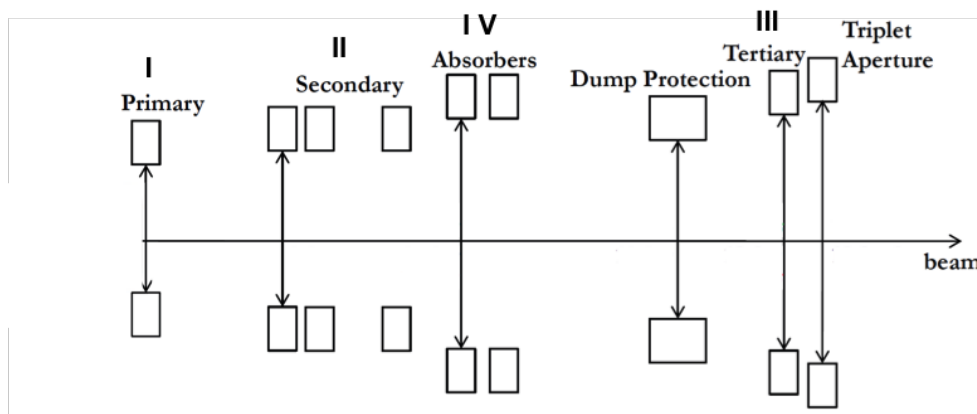 I
Primary
II
Secondary
I V
Absorbers
Dump Protection
III
Tertiary
Triplet
Aperture
beam